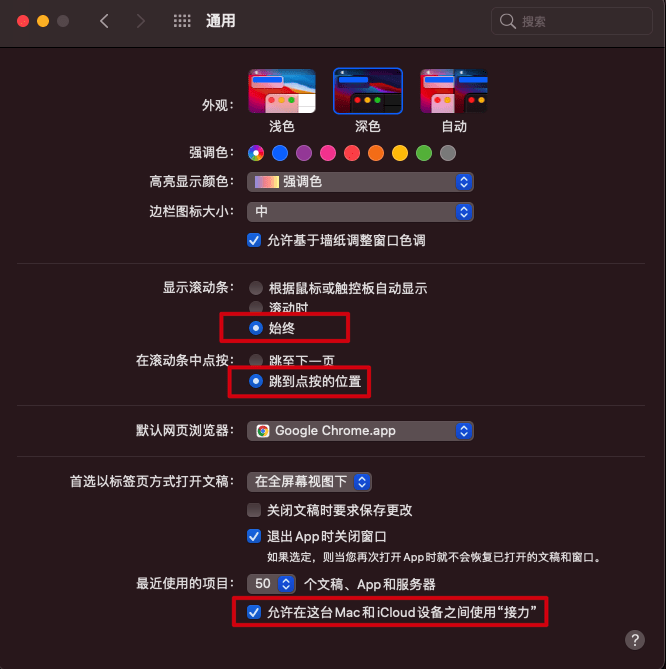 通用
搜索
外观：
浅色 深色 自动
强调色：
高亮显示颜色： 强调色
边栏图标大小： 中
允许基于墙纸调整窗口色调
显示滚动条： 根据鼠标或触控板自动显示
滚动时
始终
在滚动条中点按： 跳至下一页
跳到点按的位置
默认网页浏览器： Google Chrome.app
首选以标签页方式打开文稿： 在全屏幕视图下
关闭文稿时要求保存更改
退出 App 时关闭窗口
如果选定，则当您再次打开 App 时就不会恢复已打开的文稿和窗口。
最近使用的项目： 50 个文稿、App 和服务器
允许在这台 Mac 和 iCloud 设备之间使用“接力”
?